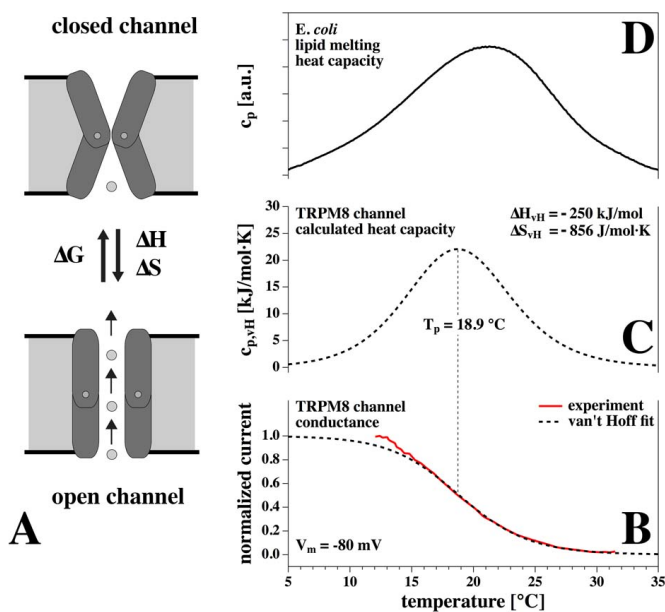 closed channel
ΔG
ΔH
ΔS
open channel
A
E. coli
lipid melting
heat capacity
D
cp [a.u.]
TRPM8 channel
calculated heat capacity
ΔHvH = - 250 kJ/mol
ΔSvH = - 856 J/mol·K
30
25
20
15
10
5
0
cp,vH [kJ/mol·K]
Tp = 18.9 °C
C
TRPM8 channel
conductance
experiment
van't Hoff fit
1.0
0.8
0.6
0.4
0.2
0.0
normalized current
Vm = -80 mV
B
5 10 15 20 25 30 35
temperature [°C]